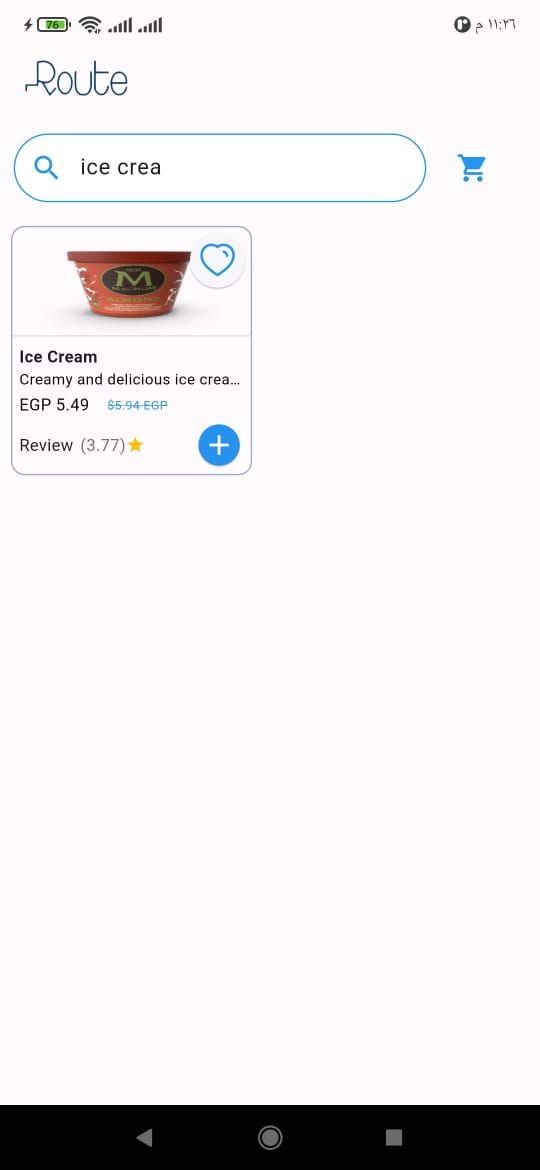 76
م ١١:٢٦
Route
ice crea
M
MAGNUM
ALMOND
Ice Cream
Creamy and delicious ice crea...
EGP 5.49 $5.94 EGP
Review (3.77)